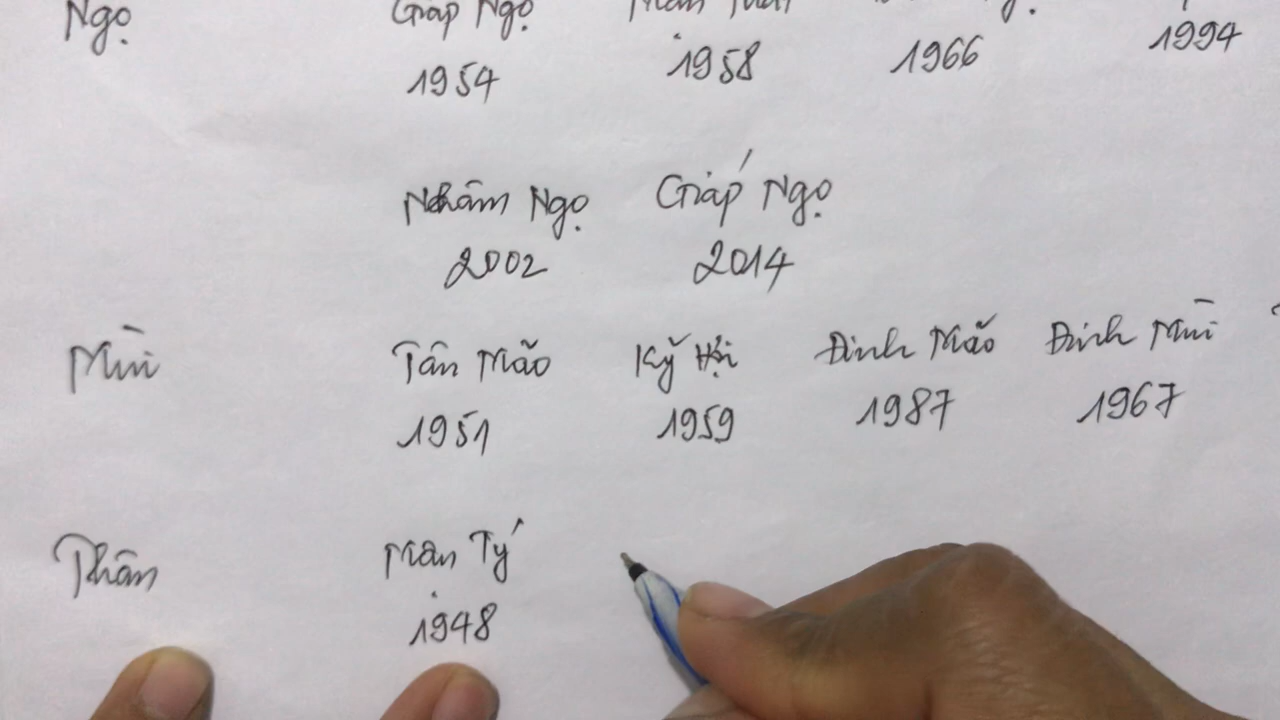 Ngọ Giáp Ngọ
1954 1958 1966 1994
Nhâm Ngọ Giáp Ngọ
2002 2014
Mùi Tân Mão Kỷ Hợi Đinh Mão Đinh Mùi
1951 1959 1987 1967
Thân Mậu Tý
1948